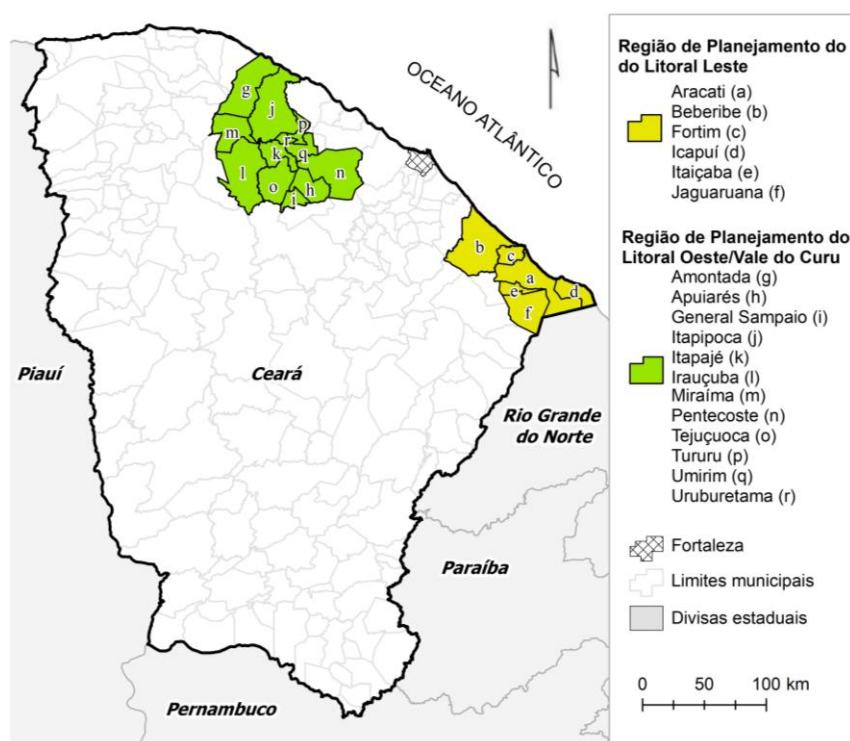 OCEANO ATLÂNTICO
g
j
p
m
r
k
q
l
o
h
n
i
b
c
a
e
d
f
Piauí
Ceará
Rio Grande
do Norte
Paraíba
Pernambuco
Região de Planejamento do
do Litoral Leste
Aracati (a)
Beberibe (b)
Fortim (c)
Icapuí (d)
Itaiçaba (e)
Jaguaruana (f)
Região de Planejamento do
Litoral Oeste/Vale do Curu
Amontada (g)
Apuiarés (h)
General Sampaio (i)
Itapipoca (j)
Itapajé (k)
Irauçuba (l)
Miraíma (m)
Pentecoste (n)
Tejuçuoca (o)
Tururu (p)
Umirim (q)
Uruburetama (r)
Fortaleza
Limites municipais
Divisas estaduais
0 50 100 km